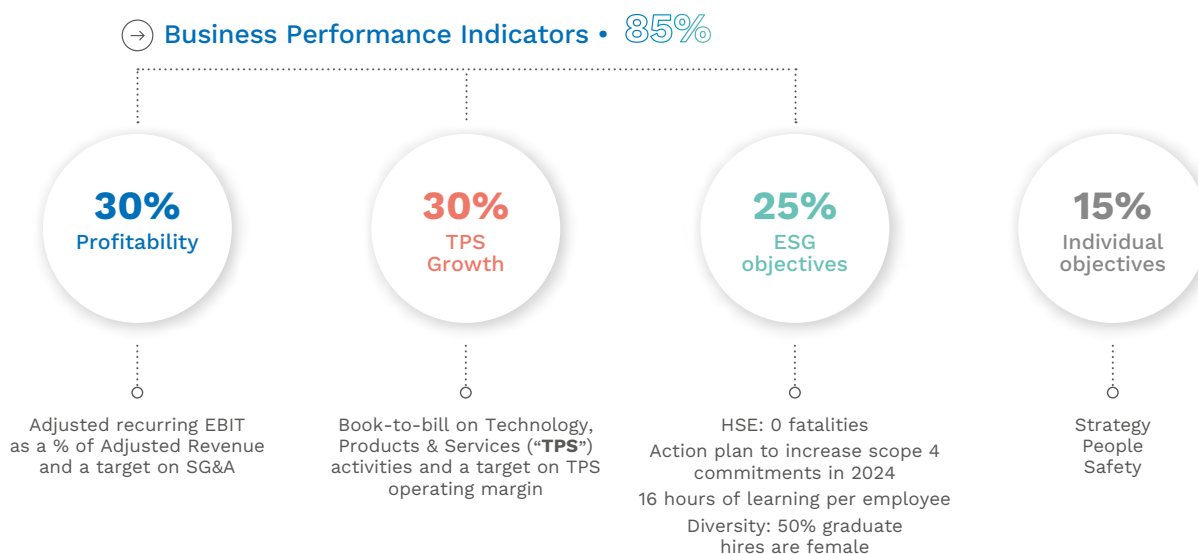 Business Performance Indicators • 85%
30%
Profitability
Adjusted recurring EBIT
as a % of Adjusted Revenue
and a target on SG&A
30%
TPS
Growth
Book-to-bill on Technology,
Products & Services (“TPS”)
activities and a target on TPS
operating margin
25%
ESG
objectives
HSE: 0 fatalities
Action plan to increase scope 4
commitments in 2024
16 hours of learning per employee
Diversity: 50% graduate
hires are female
15%
Individual
objectives
Strategy
People
Safety